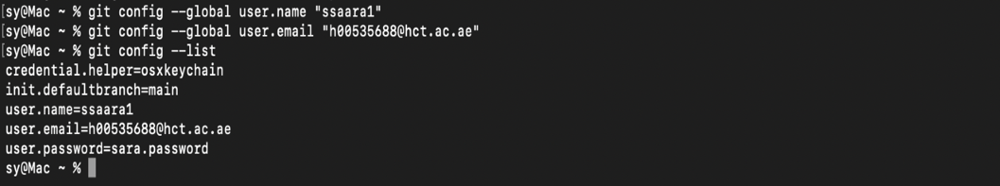 [sy@Mac ~ % git config --global user.name "ssaara1"
[sy@Mac ~ % git config --global user.email "h00535688@hct.ac.ae"
[sy@Mac ~ % git config --list
credential.helper=osxkeychain
init.defaultbranch=main
user.name=ssaara1
user.email=h00535688@hct.ac.ae
user.password=sara.password
sy@Mac ~ %